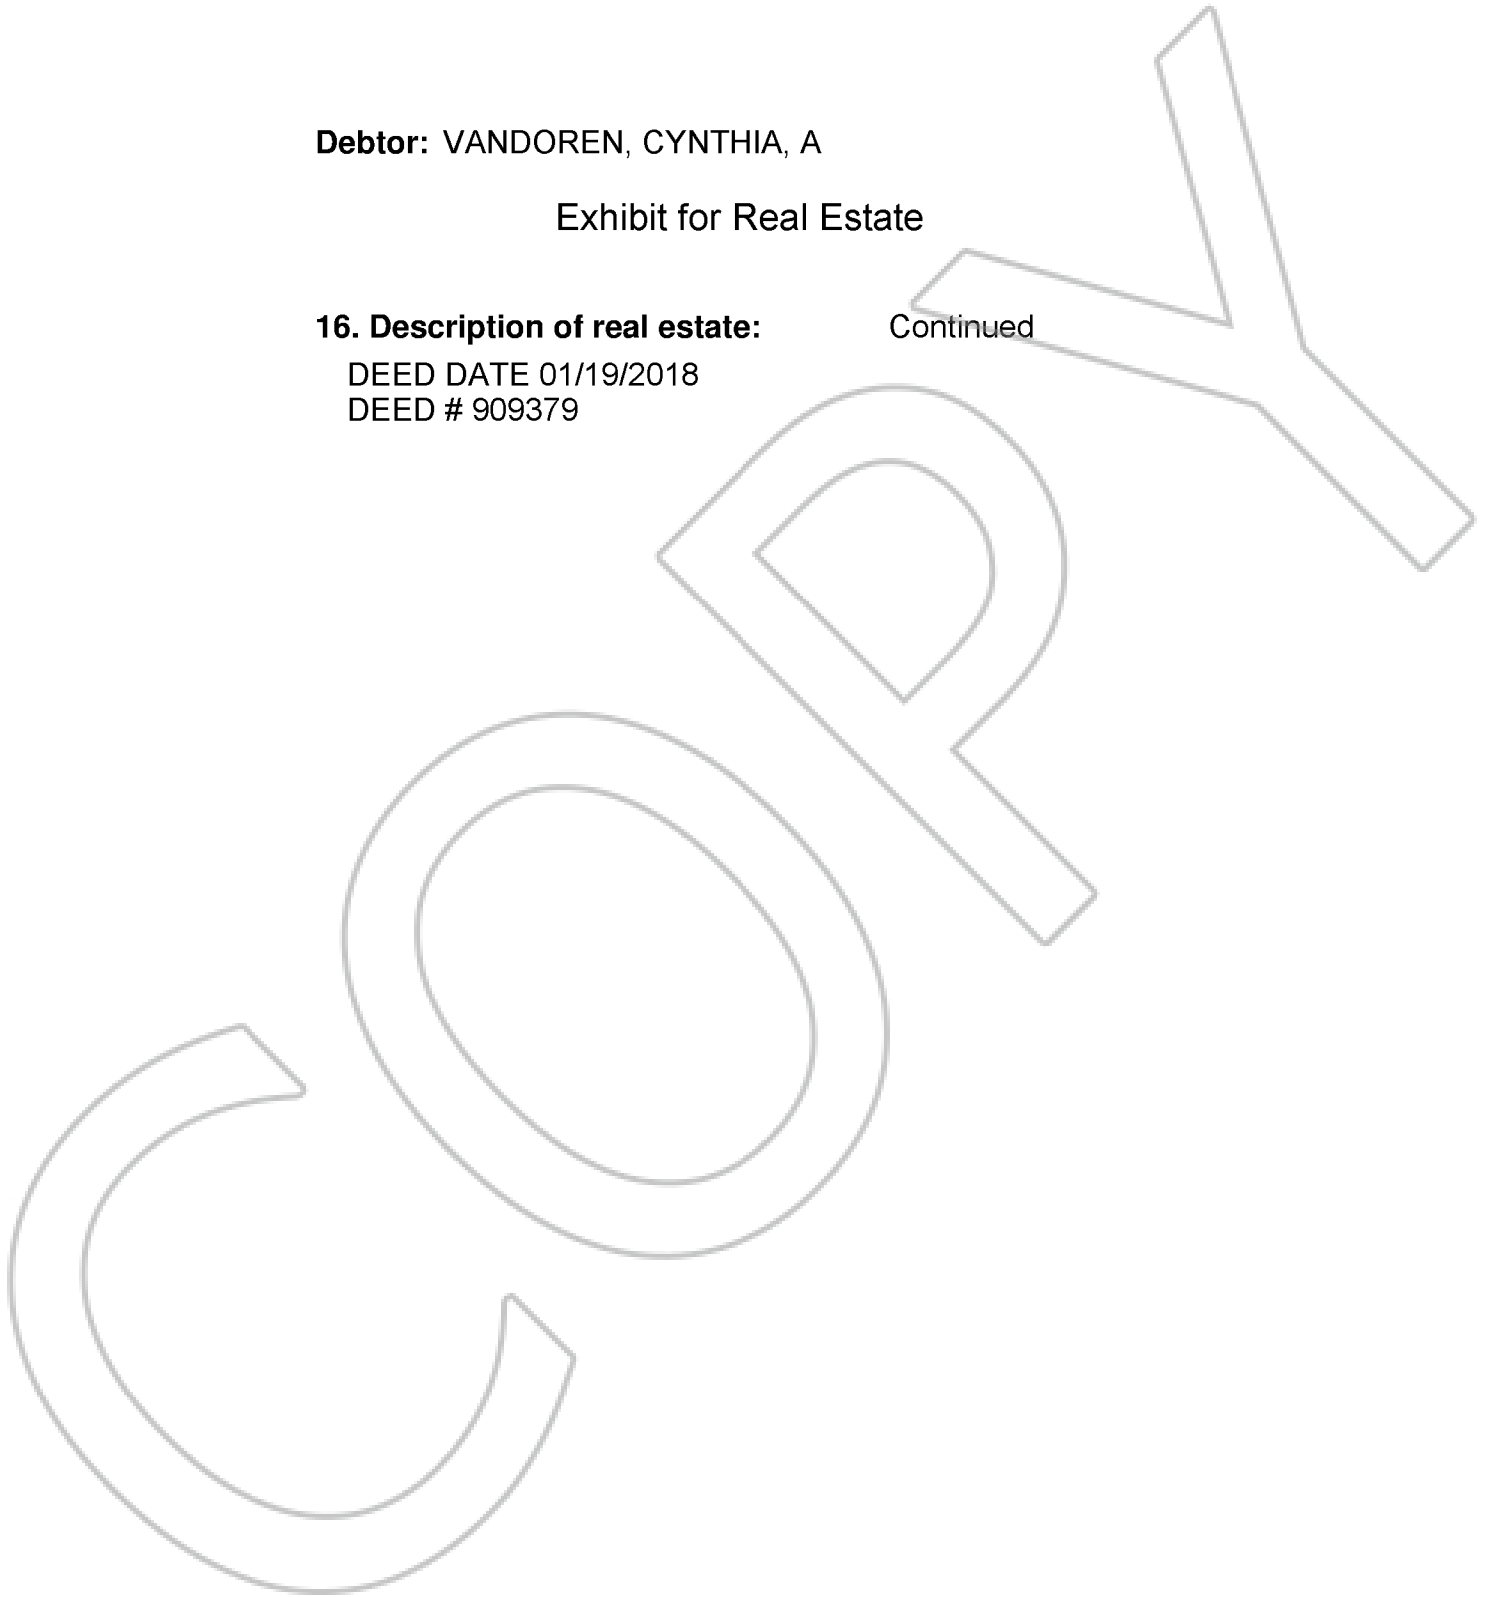 Debtor: VANDOREN, CYNTHIA, A
Exhibit for Real Estate
16. Description of real estate: Continued
DEED DATE 01/19/2018
DEED # 909379
COPY